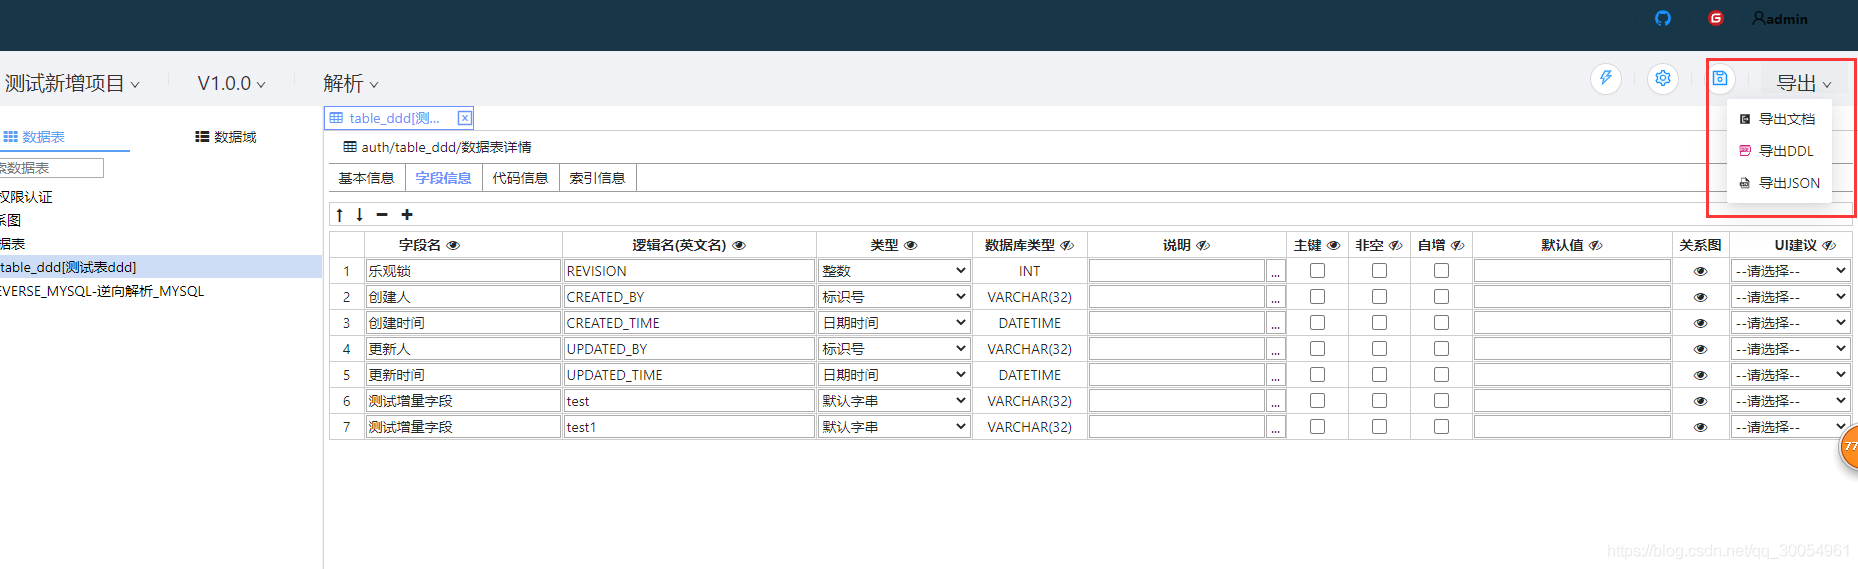 admin
测试新增项目 V1.0.0 解析 导出
数据表 数据域
索数据表
权限认证
系图
据表
table_ddd[测试表ddd]
EVERSE_MYSQL-逆向解析_MYSQL
table_ddd[测...
auth/table_ddd/数据表详情
基本信息 字段信息 代码信息 索引信息
导出文档
导出DDL
导出JSON
字段名 逻辑名(英文名) 类型 数据库类型 说明 主键 非空 自增 默认值 关系图 UI建议
1 乐观锁 REVISION 整数 INT ... --请选择--
2 创建人 CREATED_BY 标识号 VARCHAR(32) ... --请选择--
3 创建时间 CREATED_TIME 日期时间 DATETIME ... --请选择--
4 更新人 UPDATED_BY 标识号 VARCHAR(32) ... --请选择--
5 更新时间 UPDATED_TIME 日期时间 DATETIME ... --请选择--
6 测试增量字段 test 默认字串 VARCHAR(32) ... --请选择--
7 测试增量字段 test1 默认字串 VARCHAR(32) ... --请选择--
77
https://blog.csdn.net/qq_30054961